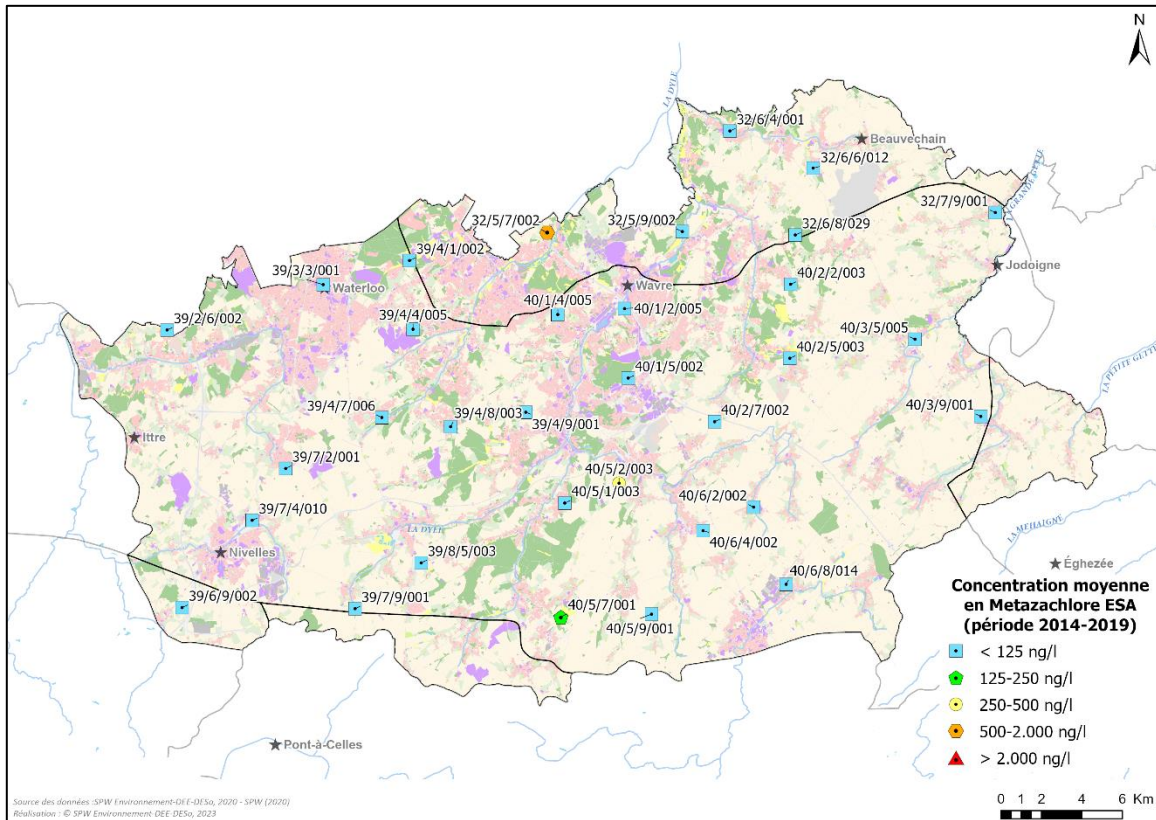 N
LA DYLE
32/6/4/001
Beauvechain
32/6/6/012
32/7/9/001
32/5/7/002
32/5/9/002
32/6/8/029
39/4/1/002
Jodoigne
39/3/3/001
Waterloo
40/2/2/003
Wavre
40/1/4/005
40/1/2/005
39/2/6/002
39/4/4/005
40/3/5/005
40/2/5/003
LA PETITE GETTE
40/1/5/002
39/4/7/006
39/4/8/003
39/4/9/001
40/2/7/002
40/3/9/001
Ittre
39/7/2/001
40/5/2/003
40/5/1/003
40/6/2/002
39/7/4/010
LA DYLE
40/6/4/002
LA MEHAIGNE
Nivelles
39/8/5/003
Éghezée
40/6/8/014
39/6/9/002
39/7/9/001
40/5/7/001
40/5/9/001
Concentration moyenne
en Metazachlore ESA
(période 2014-2019)
< 125 ng/l
125-250 ng/l
250-500 ng/l
500-2.000 ng/l
> 2.000 ng/l
Pont-à-Celles
Source des données :SPW Environnement-DEE-DESo, 2020 - SPW (2020)
Réalisation : © SPW Environnement-DEE-DESo, 2023
0 1 2 4 6 Km